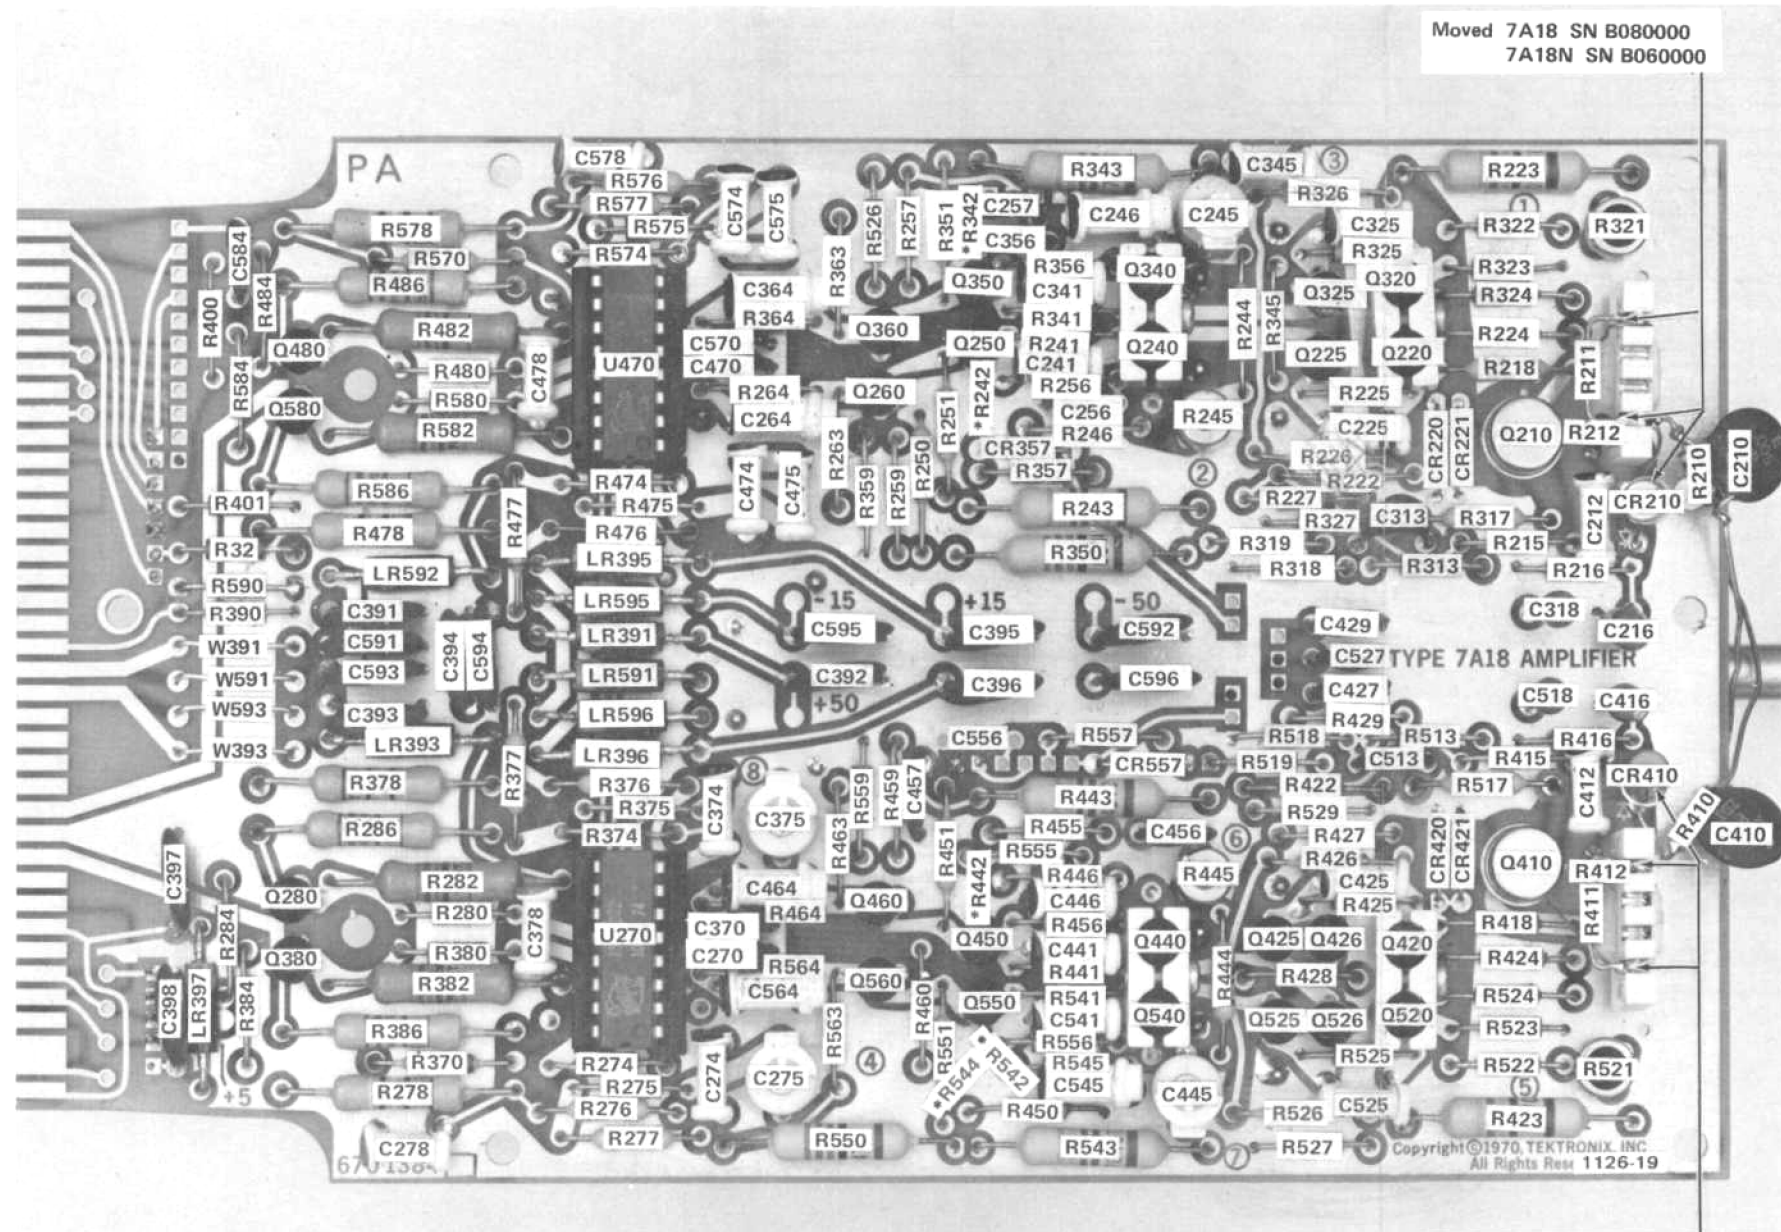 Moved 7A18 SN B080000
7A18N SN B060000
PA
C578
R576
R577
R575
R574
C574
C575
R578
R570
R486
R482
C584
R484
R400
R584
Q480
R480
R580
Q580
R582
C478
U470
R586
R401
R478
R477
R474
R475
R476
R32
LR592
R590
R390
LR395
LR595
LR391
LR591
LR596
LR396
C391
C591
C593
C394
C594
W391
W591
W593
W393
C393
LR393
R378
R377
R376
R375
R374
R286
C364
R364
C570
C470
R264
C264
C474
C475
R363
R526
R257
R351
*R342
C257
C356
R343
C246
C245
C345
③
R326
C325
R325
R223
①
R322
R321
R323
R324
R224
R218
R211
Q360
Q350
Q250
Q260
R356
C341
R341
R241
C241
R256
C256
R246
Q340
Q240
R244
R345
Q325
Q320
Q225
Q220
R225
C225
R245
R263
R359
R259
R250
R251
*R242
CR357
R357
R243
R350
②
R226
R222
R227
R327
R319
R318
C313
R313
R317
R215
R216
CR220
CR221
Q210
R212
C212
CR210
R210
C210
-15
+15
-50
C595
C395
C592
C392
C396
C596
+50
C429
C527
C427
TYPE 7A18 AMPLIFIER
C318
C216
C518
C416
R429
R518
R513
R416
R519
C513
R415
R422
R517
R529
C412
CR410
R410
C410
C556
R557
CR557
R443
R455
R555
C456
⑥
R427
R426
C425
R425
CR420
CR421
Q410
R412
R411
⑧
C374
C375
R463
R559
R459
C457
R451
*R442
R446
C446
R456
C441
R441
R541
C541
R556
R545
C545
R445
Q440
Q540
R444
Q425
Q426
R428
Q525
Q526
Q420
Q520
R418
R424
R524
R523
R522
R521
R525
C464
R464
C370
C270
R564
C564
Q460
Q450
Q560
Q550
R460
R551
R563
*R544
*R542
R450
C445
C397
Q280
R282
R280
R284
Q380
R380
R382
C378
U270
C398
LR397
R384
R386
R370
R278
+5
R274
R275
R276
R277
C274
C275
④
C278
R550
R543
⑦
R526
R527
C525
⑤
R423
Copyright©1970, TEKTRONIX. INC
All Rights 1126-19